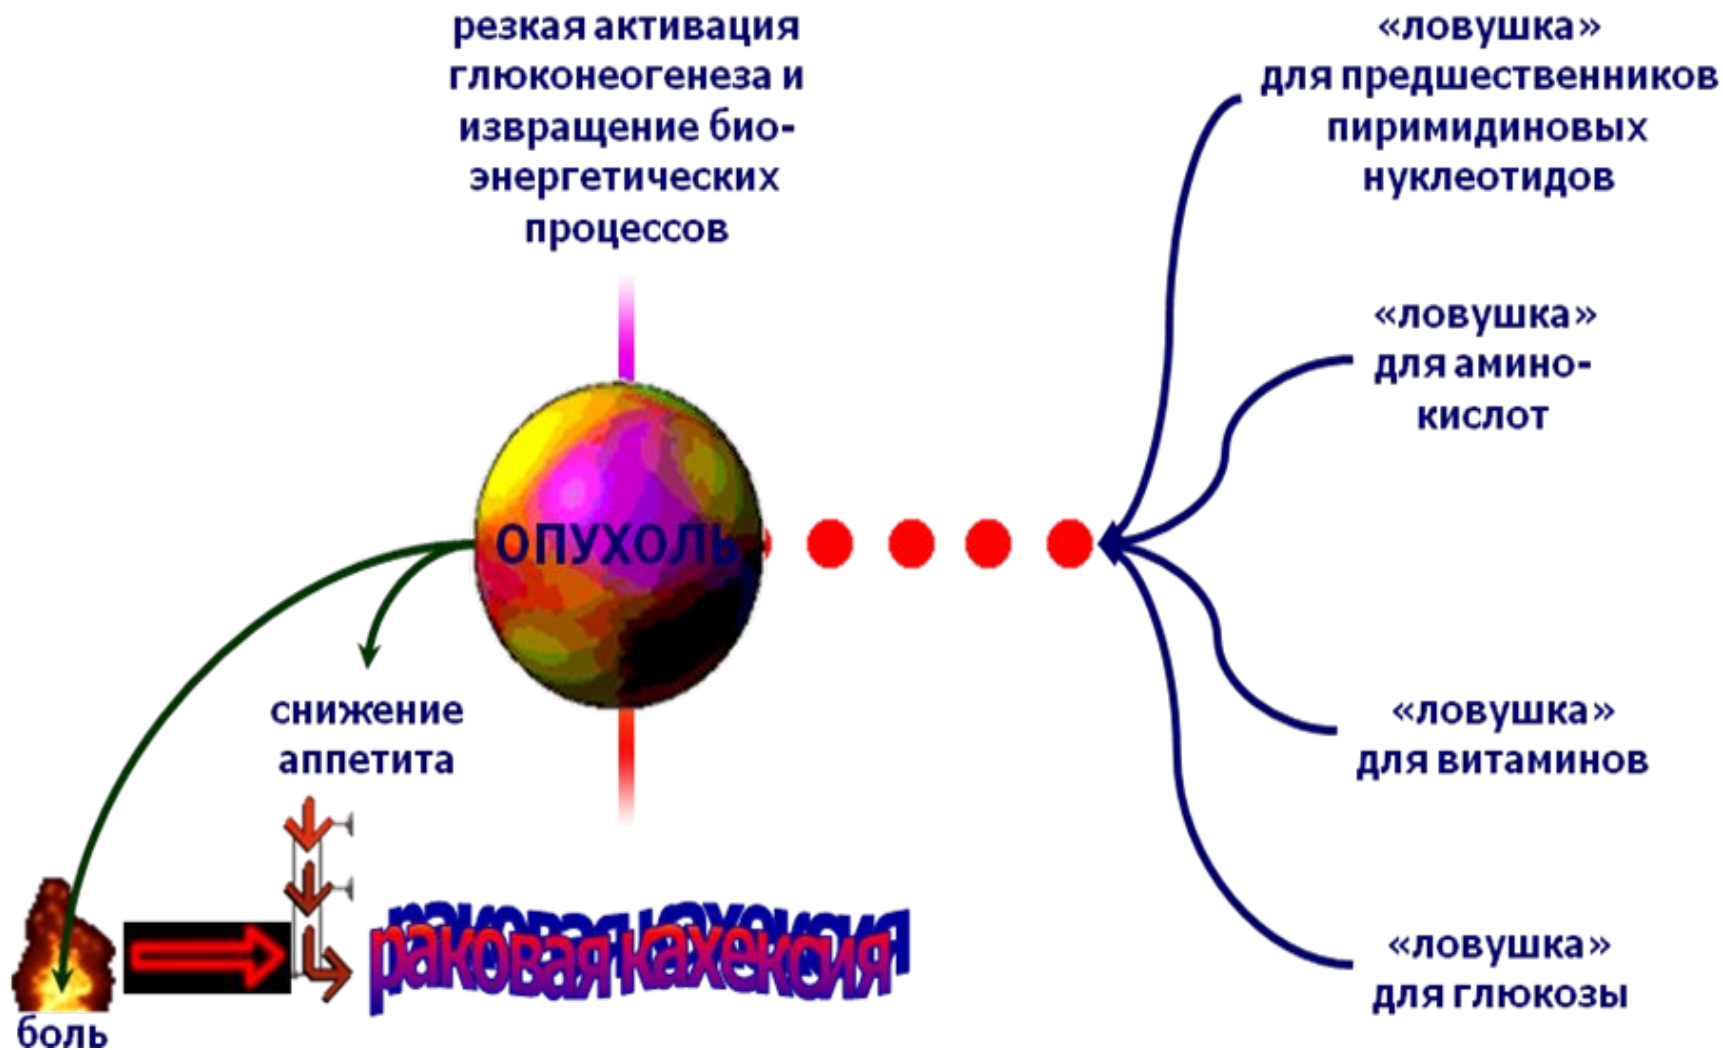 резкая активация
глюконеогенеза и
извращение био-
энергетических
процессов
«ловушка»
для предшественников
пиримидиновых
нуклеотидов
«ловушка»
для амино-
кислот
ОПУХОЛЬ
снижение
аппетита
«ловушка»
для витаминов
раковая кахексия
«ловушка»
для глюкозы
боль